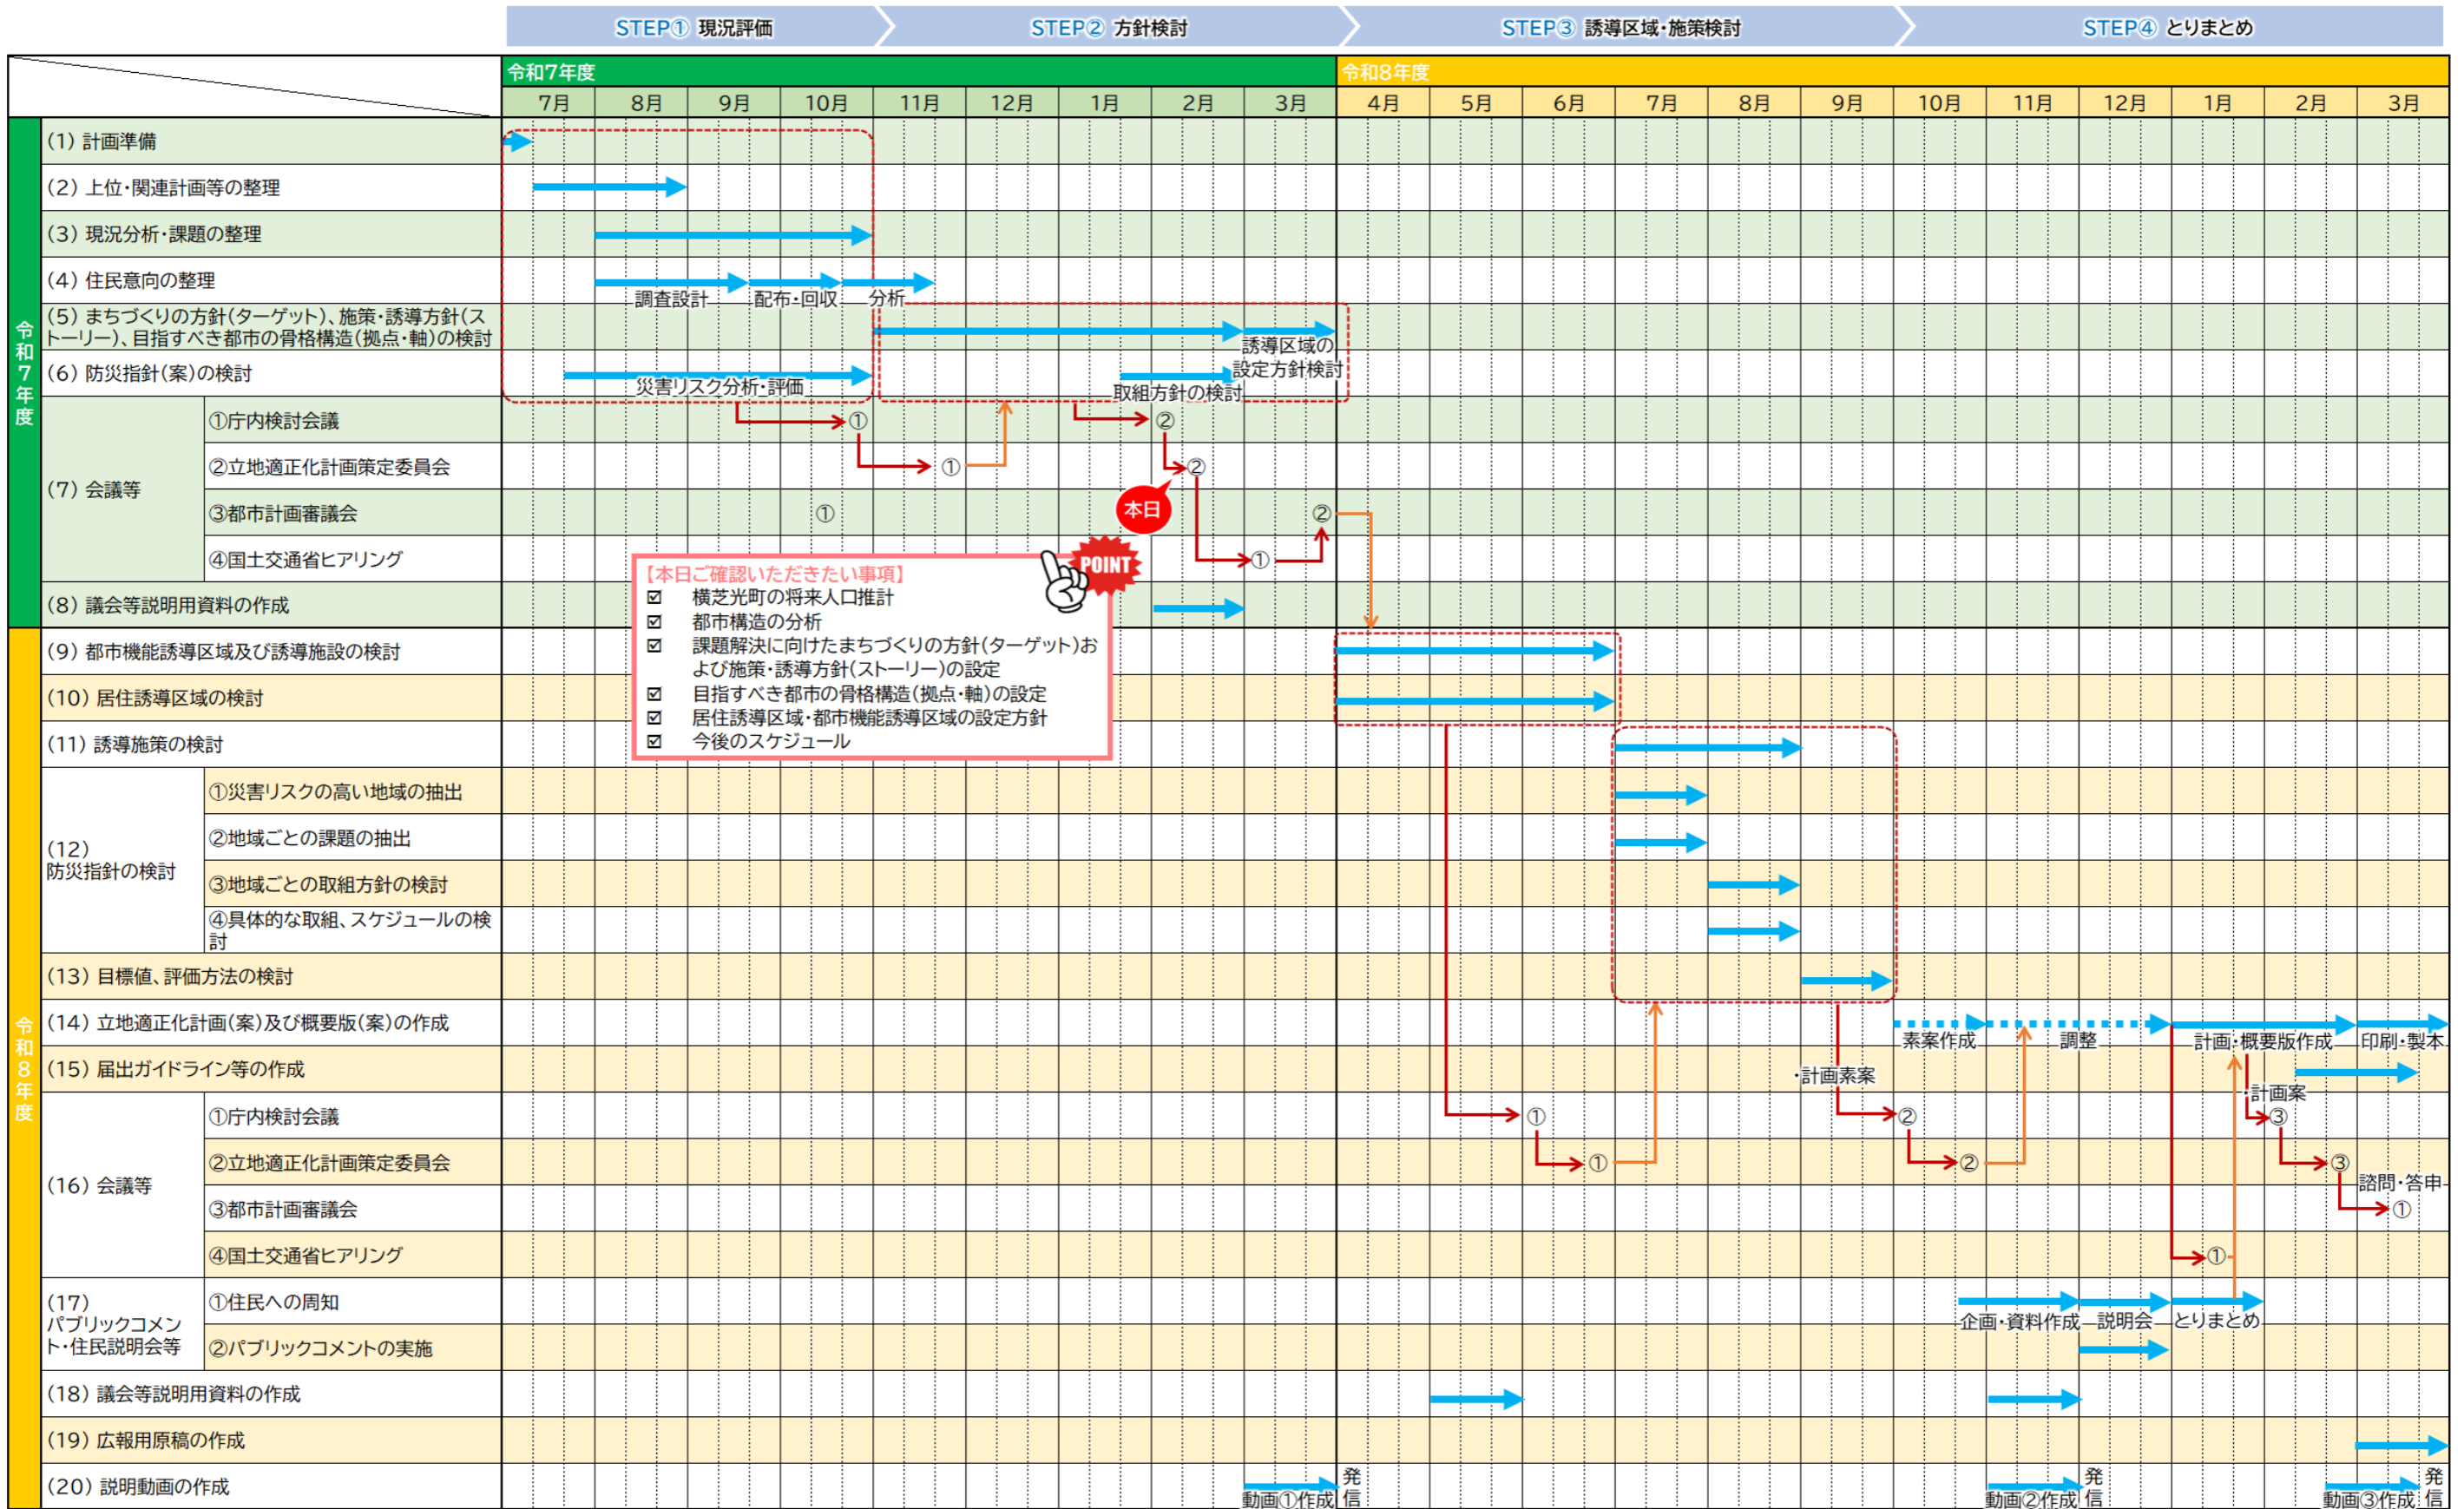 STEP① 現況評価
STEP② 方針検討
STEP③ 誘導区域・施策検討
STEP④ とりまとめ
令和7年度
令和8年度
7月 8月 9月 10月 11月 12月 1月 2月 3月 4月 5月 6月 7月 8月 9月 10月 11月 12月 1月 2月 3月
令和7年度
(1) 計画準備
(2) 上位・関連計画等の整理
(3) 現況分析・課題の整理
(4) 住民意向の整理
調査設計
配布・回収
分析
(5) まちづくりの方針(ターゲット)、施策・誘導方針(ス
トーリー)、目指すべき都市の骨格構造(拠点・軸)の検討
誘導区域の
設定方針検討
(6) 防災指針(案)の検討
災害リスク分析・評価
取組方針の検討
(7) 会議等
①庁内検討会議
①
②
②立地適正化計画策定委員会
①
②
本日
③都市計画審議会
①
②
④国土交通省ヒアリング
①
(8) 議会等説明用資料の作成
POINT
【本日ご確認いただきたい事項】
☑ 横芝光町の将来人口推計
☑ 都市構造の分析
☑ 課題解決に向けたまちづくりの方針(ターゲット)お
よび施策・誘導方針(ストーリー)の設定
☑ 目指すべき都市の骨格構造(拠点・軸)の設定
☑ 居住誘導区域・都市機能誘導区域の設定方針
☑ 今後のスケジュール
令和8年度
(9) 都市機能誘導区域及び誘導施設の検討
(10) 居住誘導区域の検討
(11) 誘導施策の検討
(12)
防災指針の検討
①災害リスクの高い地域の抽出
②地域ごとの課題の抽出
③地域ごとの取組方針の検討
④具体的な取組、スケジュールの検
討
(13) 目標値、評価方法の検討
(14) 立地適正化計画(案)及び概要版(案)の作成
素案作成
調整
計画・概要版作成
印刷・製本
(15) 届出ガイドライン等の作成
・計画素案
・計画案
(16) 会議等
①庁内検討会議
①
②
③
②立地適正化計画策定委員会
①
②
③
諮問・答申
③都市計画審議会
①
④国土交通省ヒアリング
①
(17)
パブリックコメン
ト・住民説明会等
①住民への周知
企画・資料作成
説明会
とりまとめ
②パブリックコメントの実施
(18) 議会等説明用資料の作成
(19) 広報用原稿の作成
(20) 説明動画の作成
動画①作成
発信
動画②作成
発信
動画③作成
発信